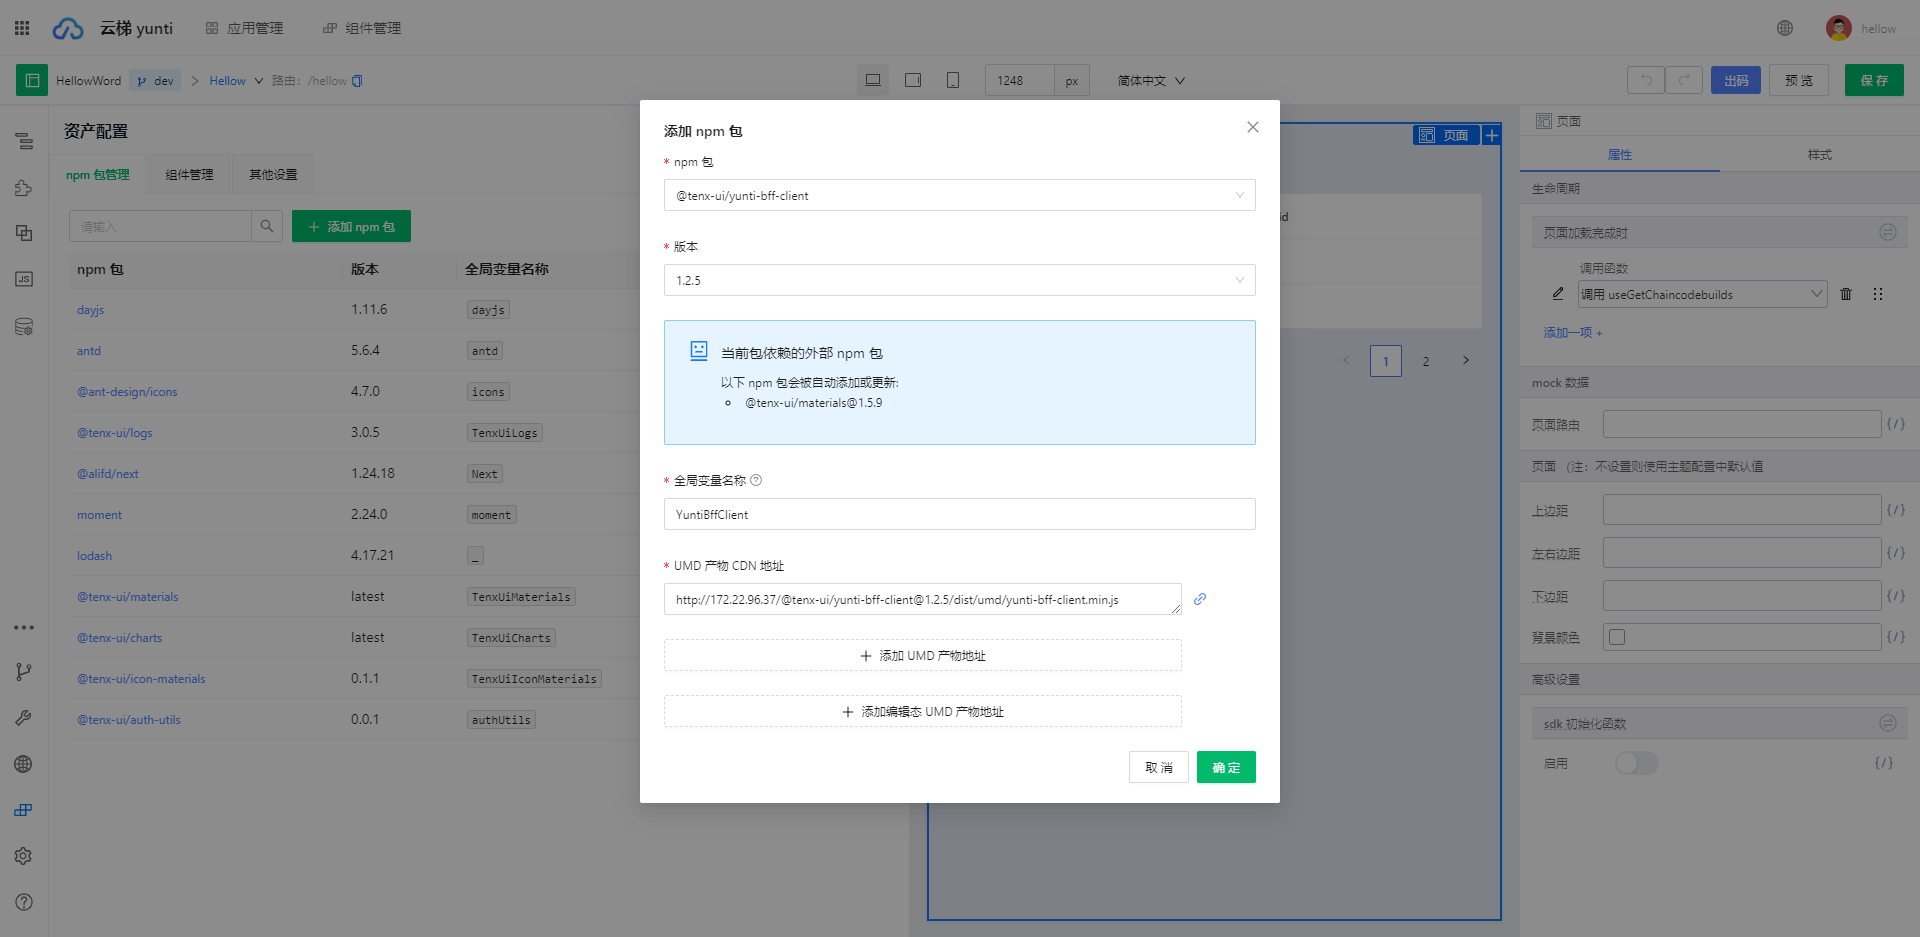 云梯 yunti
应用管理
组件管理
hellow
HellowWord
dev
Hellow
路由: /hellow
1248
px
简体中文
出码
预 览
保 存
资产配置
npm 包管理
组件管理
其他设置
请输入
添加 npm 包
npm 包
版本
全局变量名称
dayjs
1.11.6
dayjs
antd
5.6.4
antd
@ant-design/icons
4.7.0
icons
@tenx-ui/logs
3.0.5
TenxUiLogs
@alifd/next
1.24.18
Next
moment
2.24.0
moment
lodash
4.17.21
_
@tenx-ui/materials
latest
TenxUiMaterials
@tenx-ui/charts
latest
TenxUiCharts
@tenx-ui/icon-materials
0.1.1
TenxUiIconMaterials
@tenx-ui/auth-utils
0.0.1
authUtils
添加 npm 包
* npm 包
@tenx-ui/yunti-bff-client
* 版本
1.2.5
当前包依赖的外部 npm 包
以下 npm 包会被自动添加或更新:
@tenx-ui/materials@1.5.9
* 全局变量名称
YuntiBffClient
* UMD 产物 CDN 地址
http://172.22.96.37/@tenx-ui/yunti-bff-client@1.2.5/dist/umd/yunti-bff-client.min.js
添加 UMD 产物地址
添加编辑态 UMD 产物地址
取 消
确 定
页面
id
1
2
页面
属性
样式
生命周期
页面加载完成时
调用函数
调用 useGetChaincodebuilds
添加一项 +
mock 数据
页面路由
{/}
页面 （注：不设置则使用主题配置中默认值
上边距
{/}
左右边距
{/}
下边距
{/}
背景颜色
{/}
高级设置
sdk 初始化函数
启用
{/}
JS